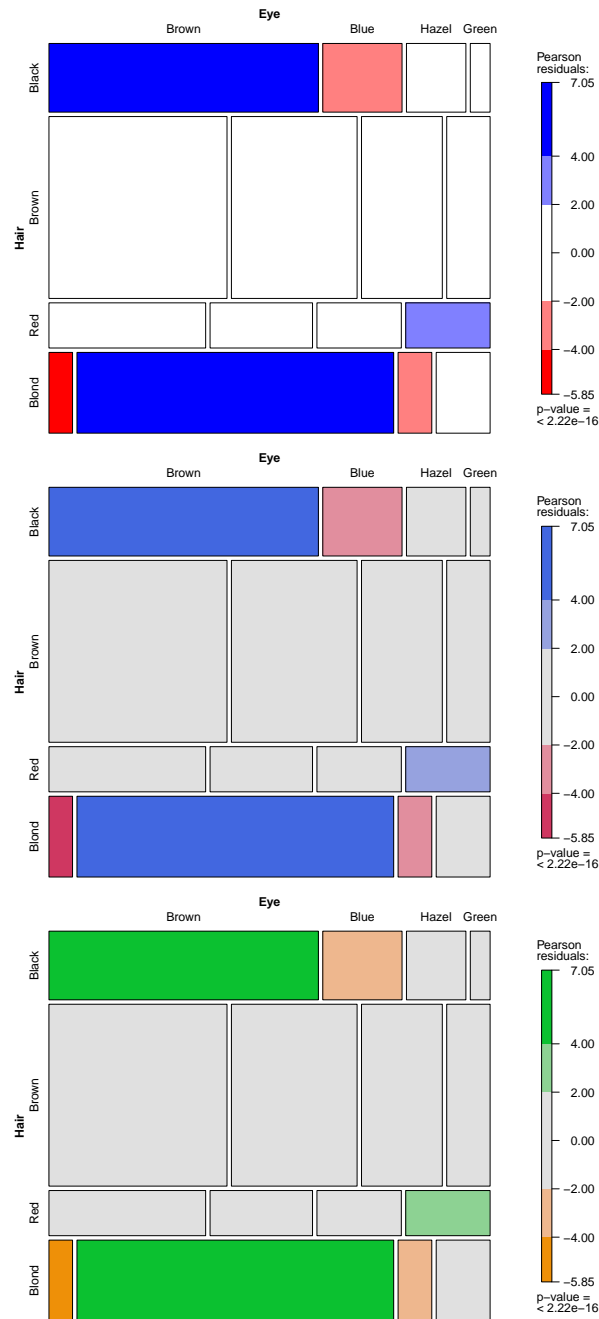 Eye
Brown Blue Hazel Green
Hair
Black
Brown
Red
Blond
Pearson
residuals:
7.05
4.00
2.00
0.00
−2.00
−4.00
−5.85
p−value =
< 2.22e−16
Eye
Brown Blue Hazel Green
Hair
Black
Brown
Red
Blond
Pearson
residuals:
7.05
4.00
2.00
0.00
−2.00
−4.00
−5.85
p−value =
< 2.22e−16
Eye
Brown Blue Hazel Green
Hair
Black
Brown
Red
Blond
Pearson
residuals:
7.05
4.00
2.00
0.00
−2.00
−4.00
−5.85
p−value =
< 2.22e−16